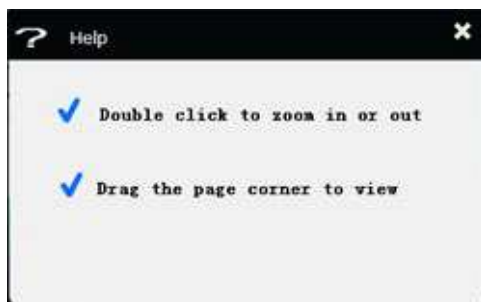 ? Help
Double click to zoom in or out
Drag the page corner to view